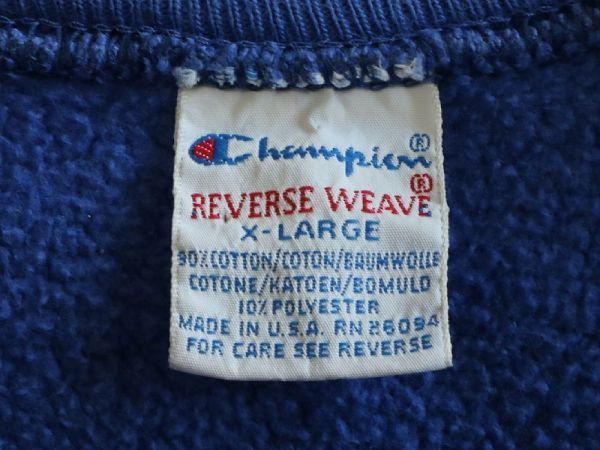 Champion®
REVERSE WEAVE®
X-LARGE
90% COTTON/COTON/BAUMWOLLE
COTONE/KATOEN/BOMULD
10% POLYESTER
MADE IN U.S.A. RN 26094
FOR CARE SEE REVERSE